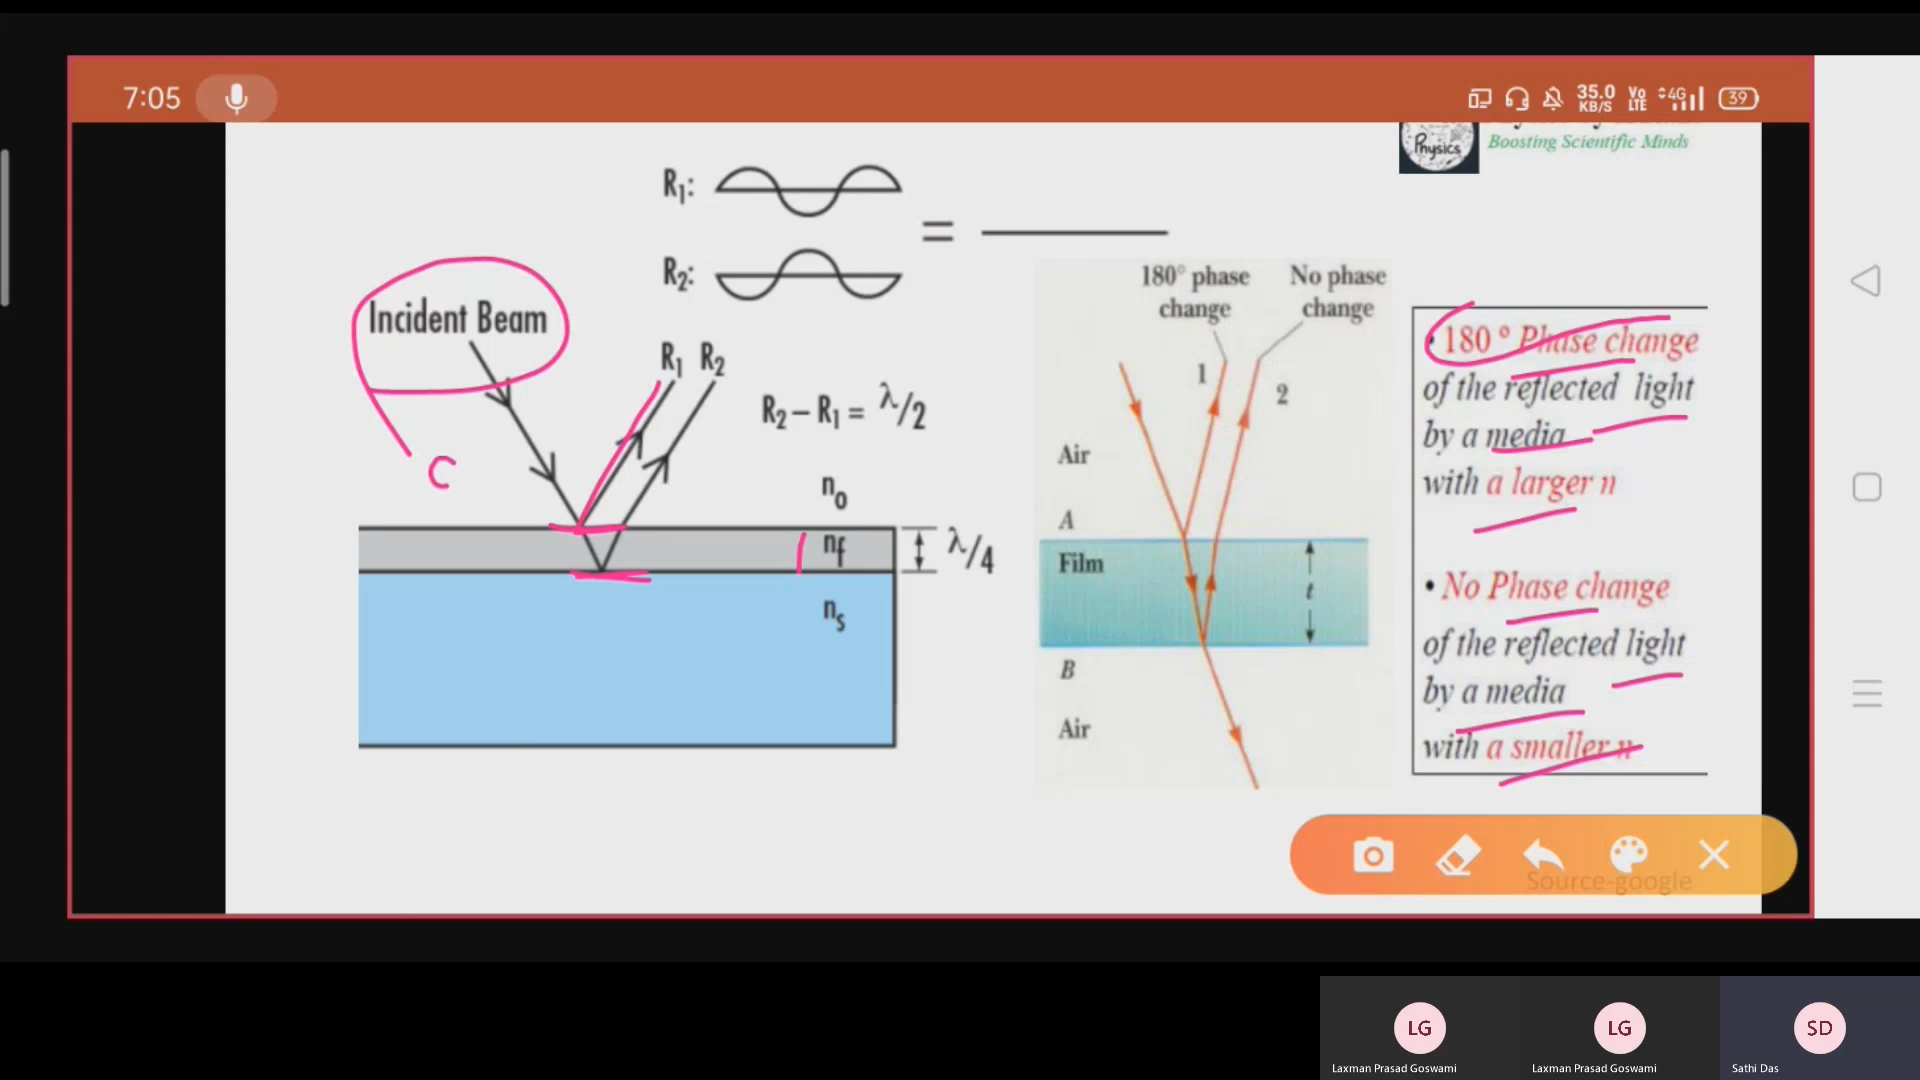 7:05
35.0
KB/S
Vo
LTE
4G
39
Physics
Boosting Scientific Minds
R₁:
=
R₂:
Incident Beam
C
R₁ R₂
R₂ – R₁ = λ/2
n₀
nf
λ/4
ns
180° phase change
No phase change
1
2
Air
A
Film
t
B
Air
• 180 ° Phase change
of the reflected light
by a media
with a larger n
• No Phase change
of the reflected light
by a media
with a smaller n
Source-google
LG
LG
SD
Laxman Prasad Goswami
Laxman Prasad Goswami
Sathi Das